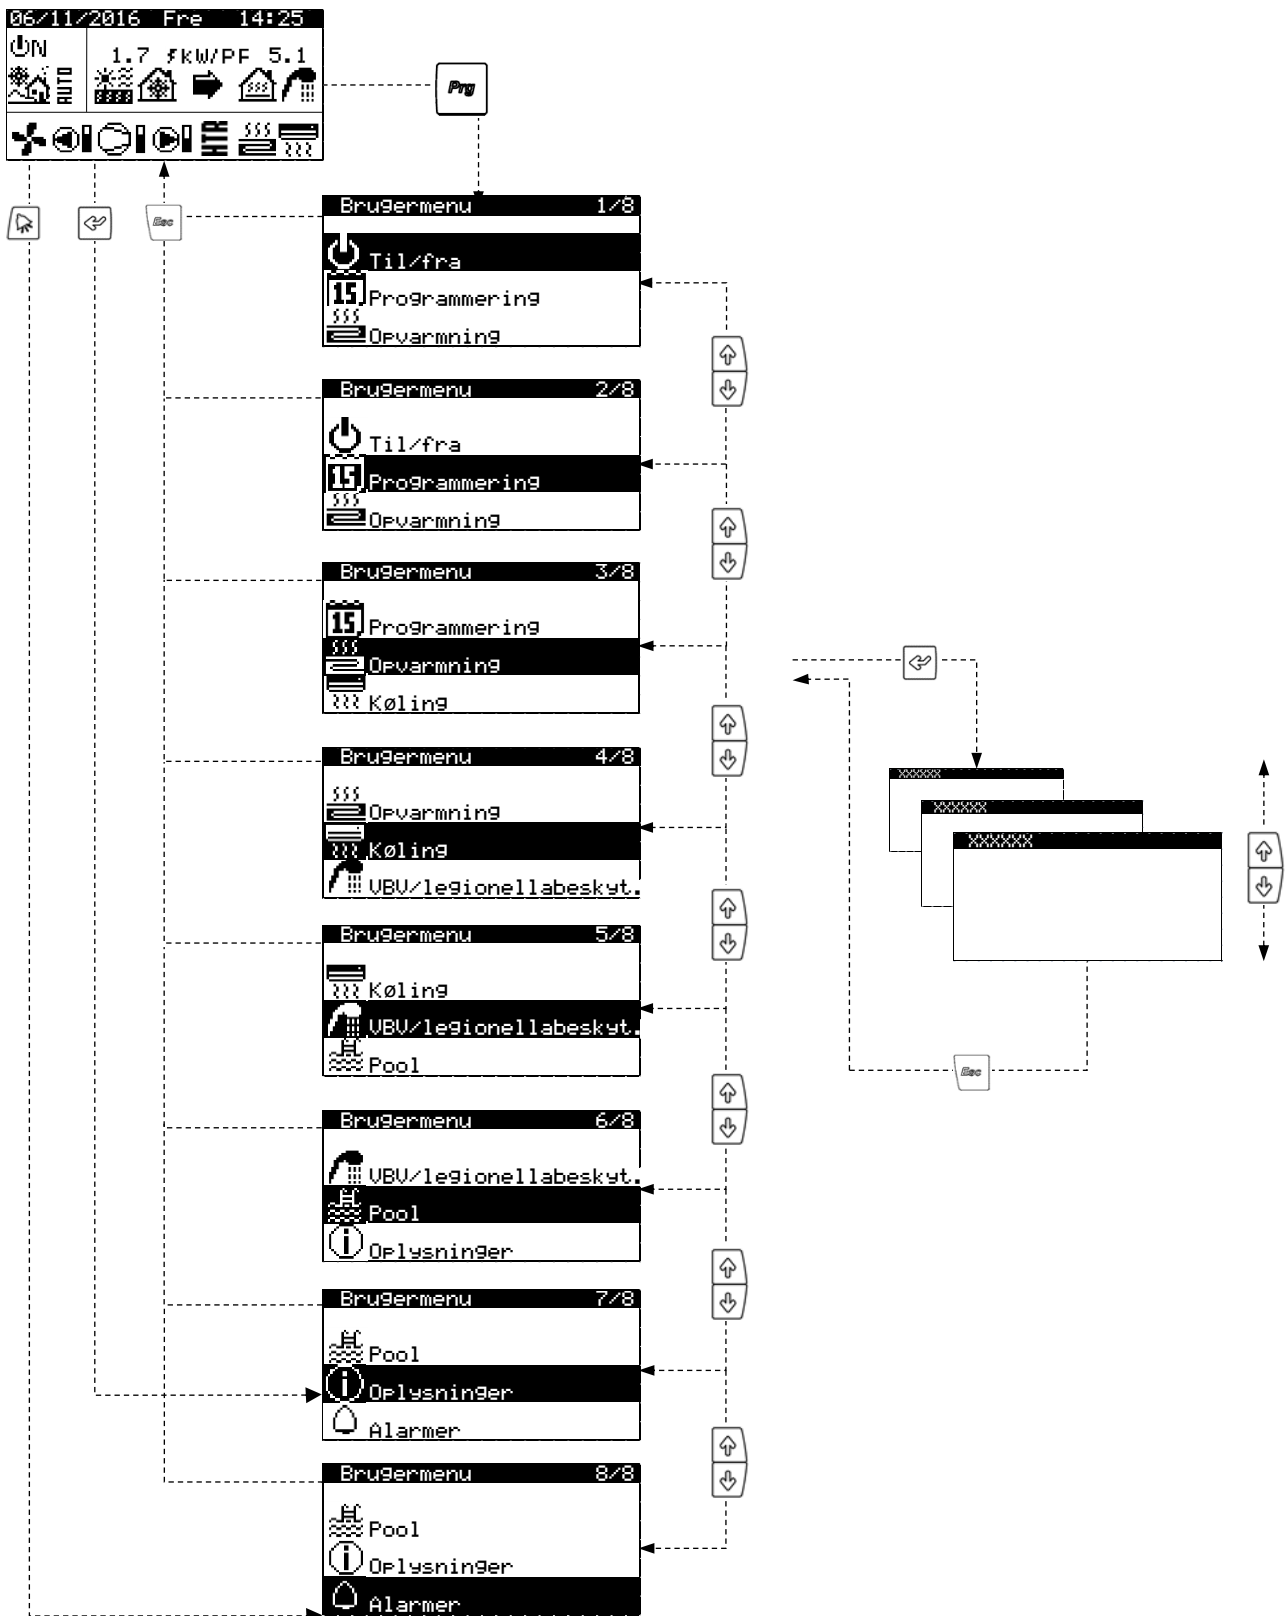 06/11/2016 Fre 14:25
ON
1.7 kW/PF 5.1
AUTO
HTR
Prg
Esc
Brugermenu 1/8
Til/fra
15 Programmering
Opvarmning
Brugermenu 2/8
Til/fra
15 Programmering
Opvarmning
Brugermenu 3/8
15 Programmering
Opvarmning
Køling
Brugermenu 4/8
Opvarmning
Køling
VBV/legionellabeskyt.
Brugermenu 5/8
Køling
VBV/legionellabeskyt.
Pool
Brugermenu 6/8
VBV/legionellabeskyt.
Pool
i Oplysninger
Brugermenu 7/8
Pool
i Oplysninger
Alarmer
Brugermenu 8/8
Pool
i Oplysninger
Alarmer
XXXXXX
XXXXXX
XXXXXX
Esc